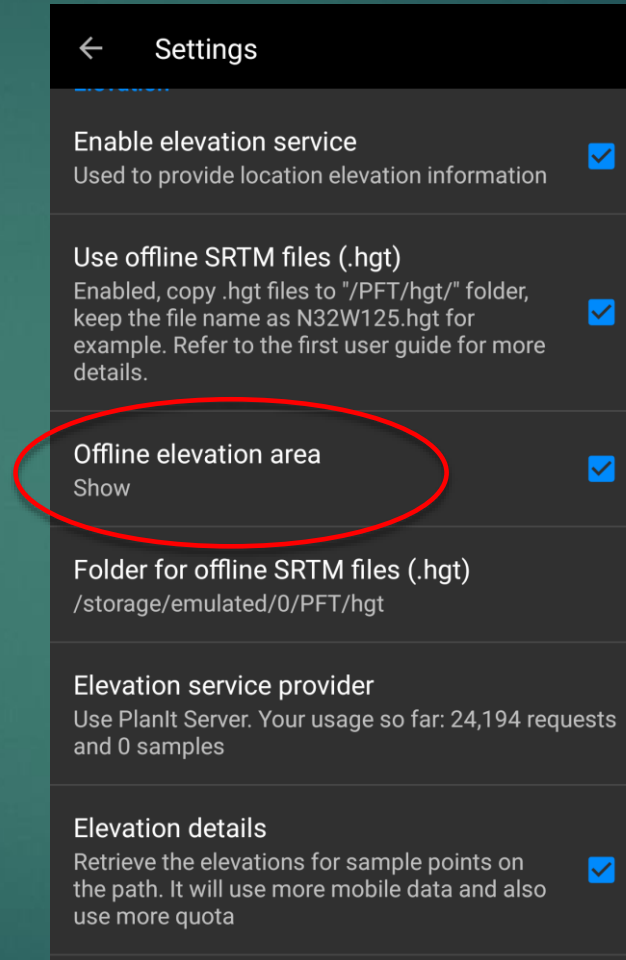 Settings
Elevation
Enable elevation service
Used to provide location elevation information
Use offline SRTM files (.hgt)
Enabled, copy .hgt files to "/PFT/hgt/" folder,
keep the file name as N32W125.hgt for
example. Refer to the first user guide for more
details.
Offline elevation area
Show
Folder for offline SRTM files (.hgt)
/storage/emulated/0/PFT/hgt
Elevation service provider
Use PlanIt Server. Your usage so far: 24,194 requests
and 0 samples
Elevation details
Retrieve the elevations for sample points on
the path. It will use more mobile data and also
use more quota